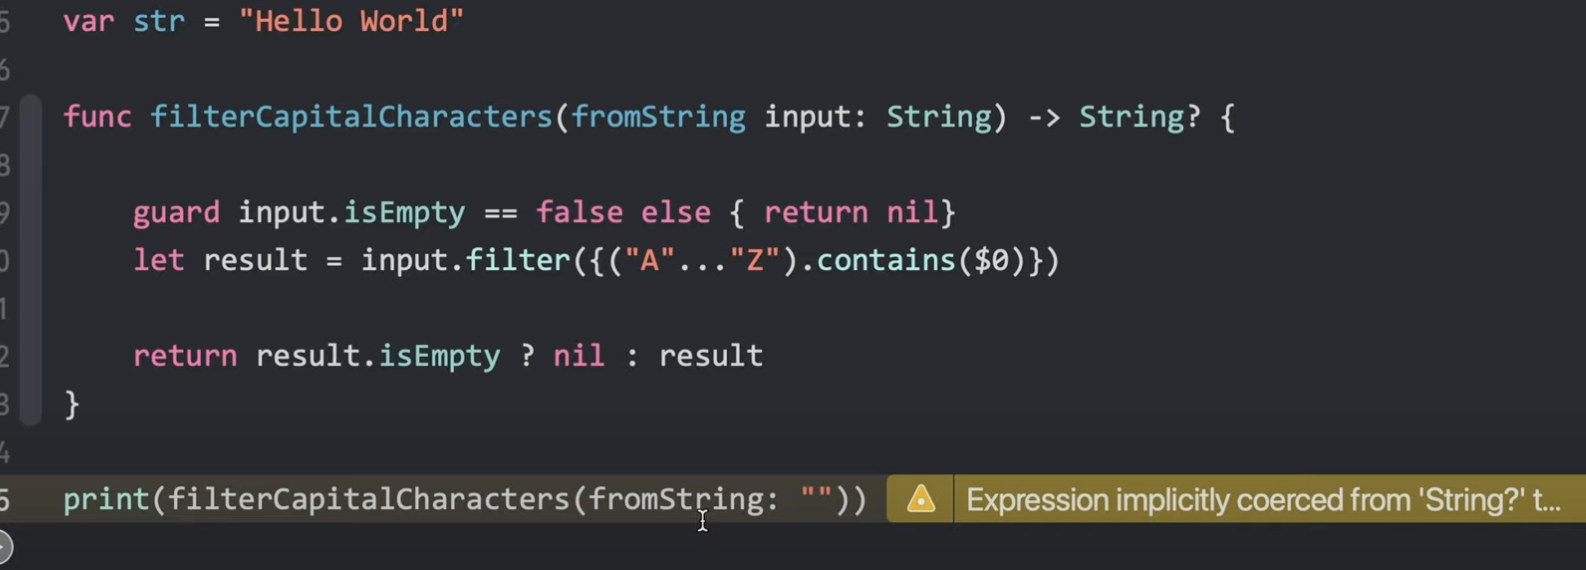 5 var str = "Hello World"
6
7 func filterCapitalCharacters(fromString input: String) -> String? {
8
9 guard input.isEmpty == false else { return nil}
0 let result = input.filter({("A"..."Z").contains($0)})
1
2 return result.isEmpty ? nil : result
3 }
4
5 print(filterCapitalCharacters(fromString: "")) Expression implicitly coerced from 'String?' t...